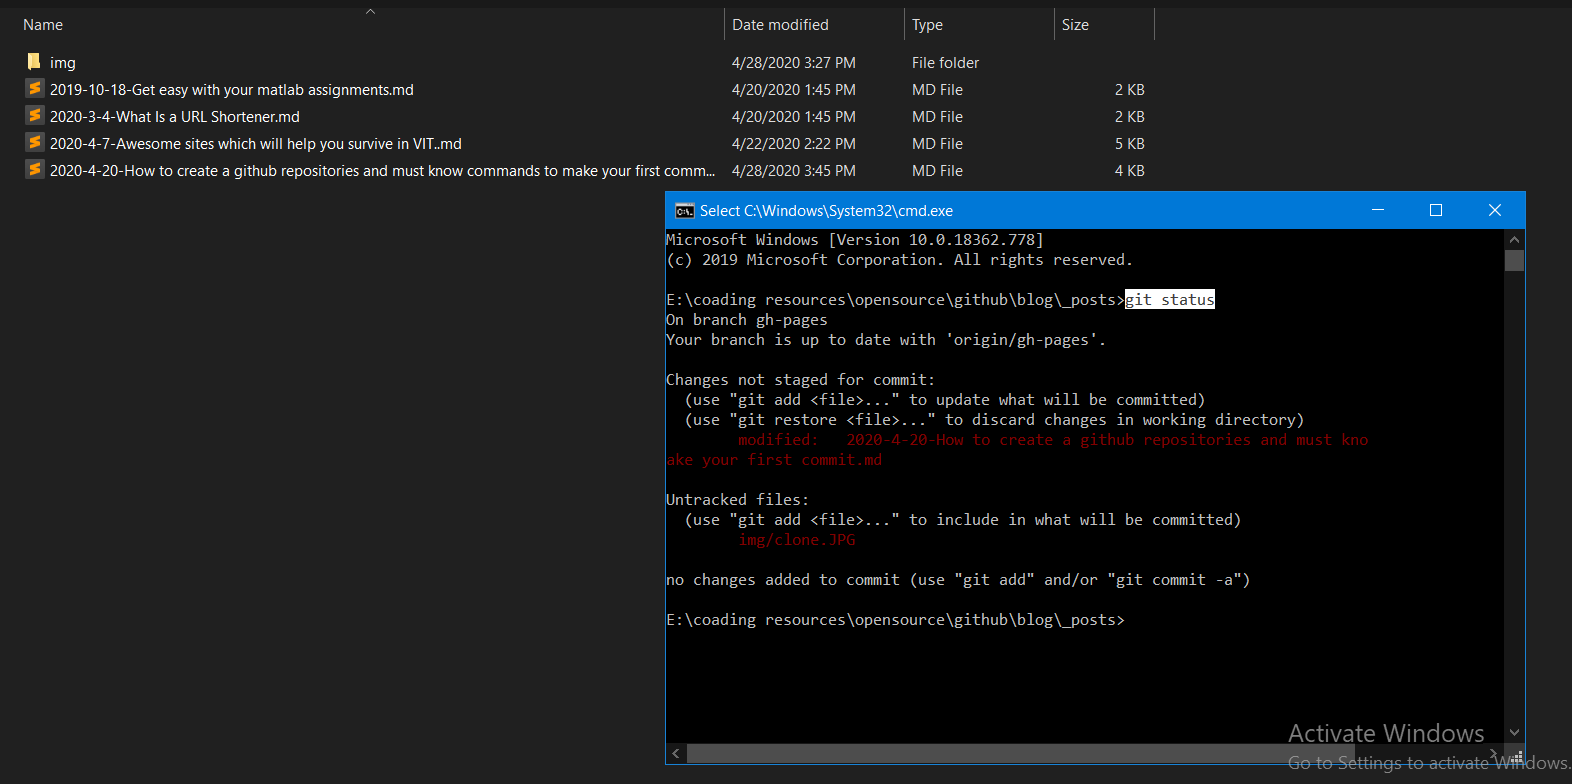 Name Date modified Type Size
img 4/28/2020 3:27 PM File folder
2019-10-18-Get easy with your matlab assignments.md 4/20/2020 1:45 PM MD File 2 KB
2020-3-4-What Is a URL Shortener.md 4/20/2020 1:45 PM MD File 2 KB
2020-4-7-Awesome sites which will help you survive in VIT..md 4/22/2020 2:22 PM MD File 5 KB
2020-4-20-How to create a github repositories and must know commands to make your first comm... 4/28/2020 3:45 PM MD File 4 KB
Select C:\Windows\System32\cmd.exe
Microsoft Windows [Version 10.0.18362.778]
(c) 2019 Microsoft Corporation. All rights reserved.
E:\coading resources\opensource\github\blog\_posts>git status
On branch gh-pages
Your branch is up to date with 'origin/gh-pages'.
Changes not staged for commit:
(use "git add <file>..." to update what will be committed)
(use "git restore <file>..." to discard changes in working directory)
modified: 2020-4-20-How to create a github repositories and must kno
ake your first commit.md
Untracked files:
(use "git add <file>..." to include in what will be committed)
img/clone.JPG
no changes added to commit (use "git add" and/or "git commit -a")
E:\coading resources\opensource\github\blog\_posts>
Activate Windows
Go to Settings to activate Windows.